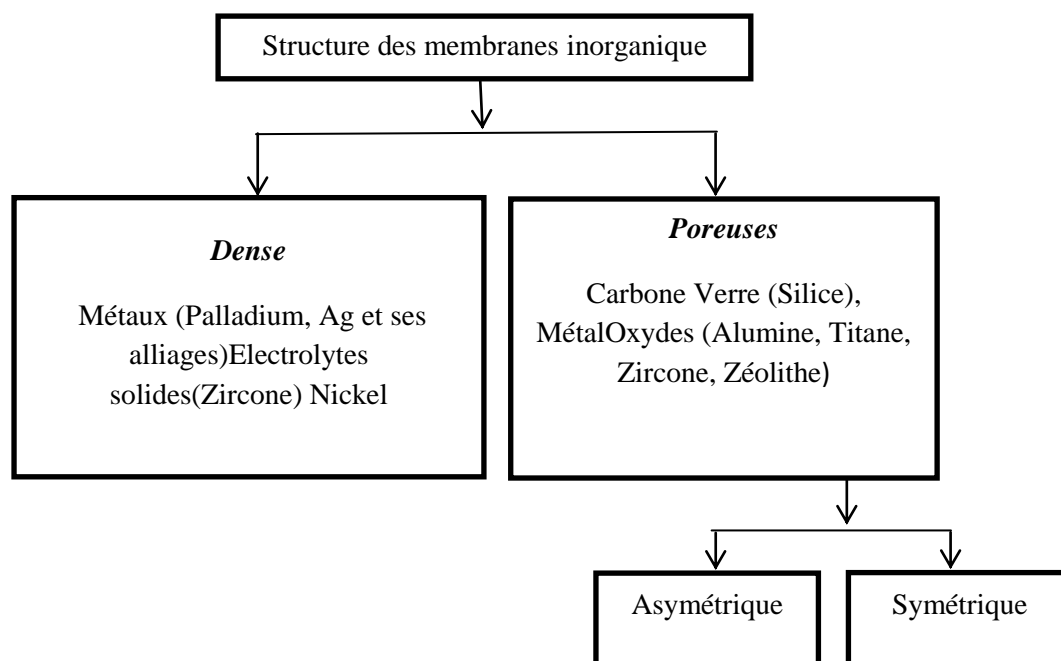 Structure des membranes inorganique
Dense
Métaux (Palladium, Ag et ses
alliages)Electrolytes
solides(Zircone) Nickel
Poreuses
Carbone Verre (Silice),
MétalOxydes (Alumine, Titane,
Zircone, Zéolithe)
Asymétrique
Symétrique